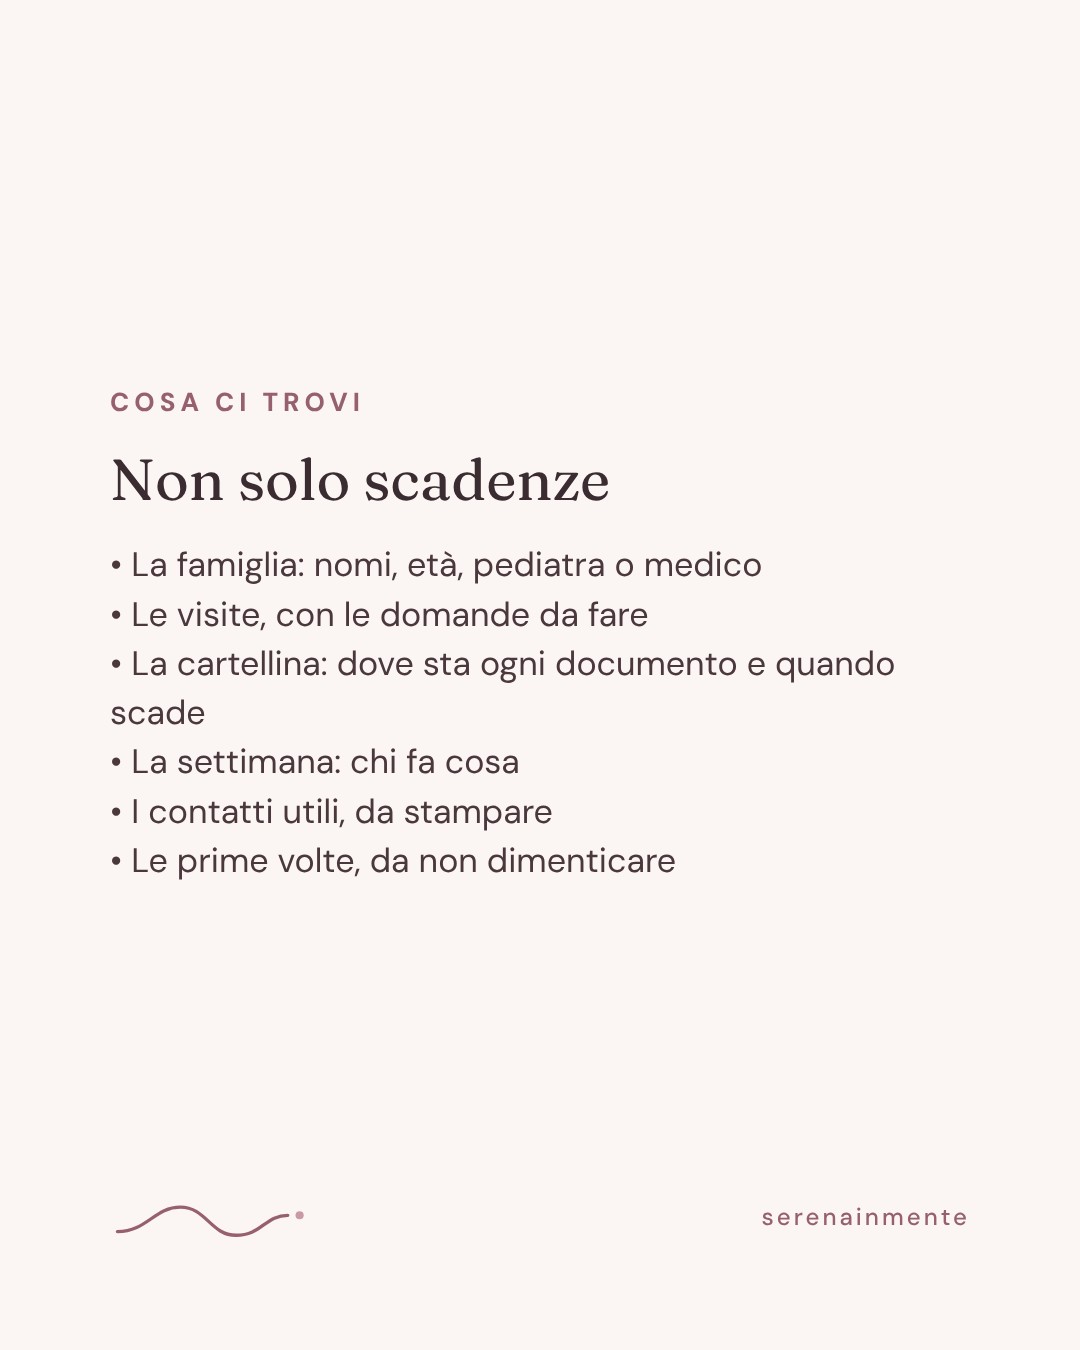 COSA CI TROVI
Non solo scadenze
• La famiglia: nomi, età, pediatra o medico
• Le visite, con le domande da fare
• La cartellina: dove sta ogni documento e quando
scade
• La settimana: chi fa cosa
• I contatti utili, da stampare
• Le prime volte, da non dimenticare
serenainmente